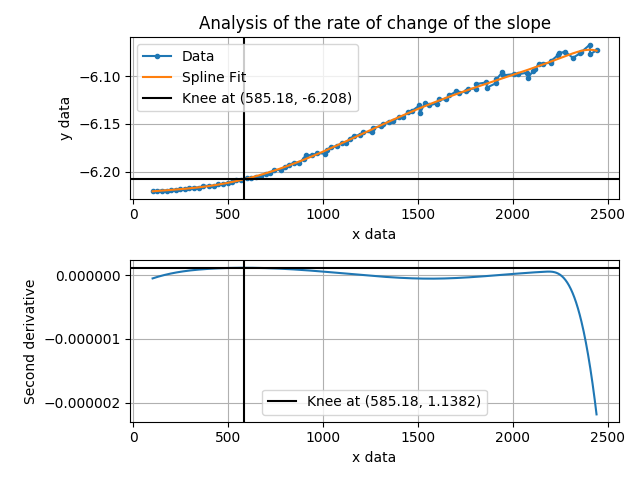 Analysis of the rate of change of the slope
Data
Spline Fit
Knee at (585.18, -6.208)
y data
−6.10
−6.15
−6.20
0 500 1000 1500 2000 2500
x data
Second derivative
0.000000
−0.000001
−0.000002
Knee at (585.18, 1.1382)
0 500 1000 1500 2000 2500
x data